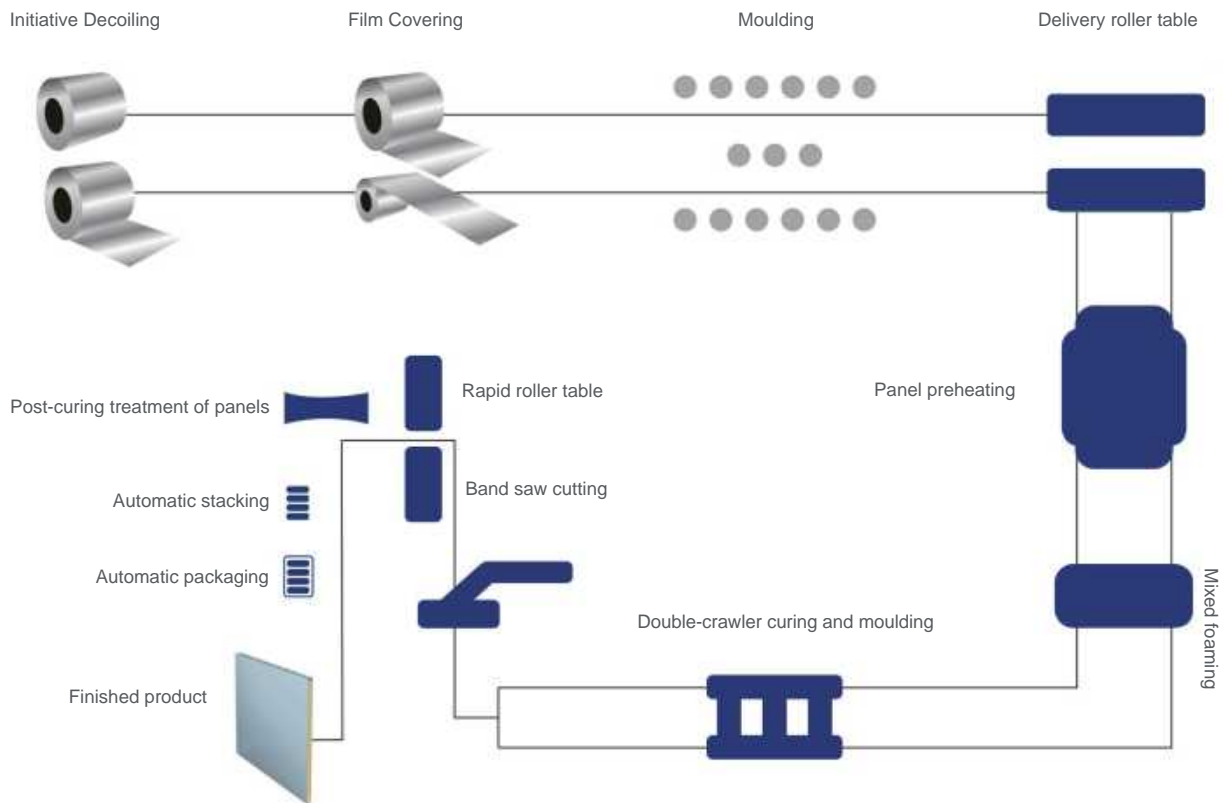 Initiative Decoiling
Film Covering
Moulding
Delivery roller table
Panel preheating
Rapid roller table
Post-curing treatment of panels
Band saw cutting
Automatic stacking
Automatic packaging
Mixed foaming
Double-crawler curing and moulding
Finished product